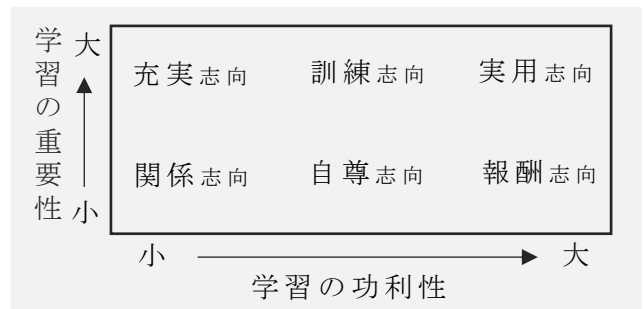 学習の重要性
大
小
充実志向 訓練志向 実用志向
関係志向 自尊志向 報酬志向
小 大
学習の功利性